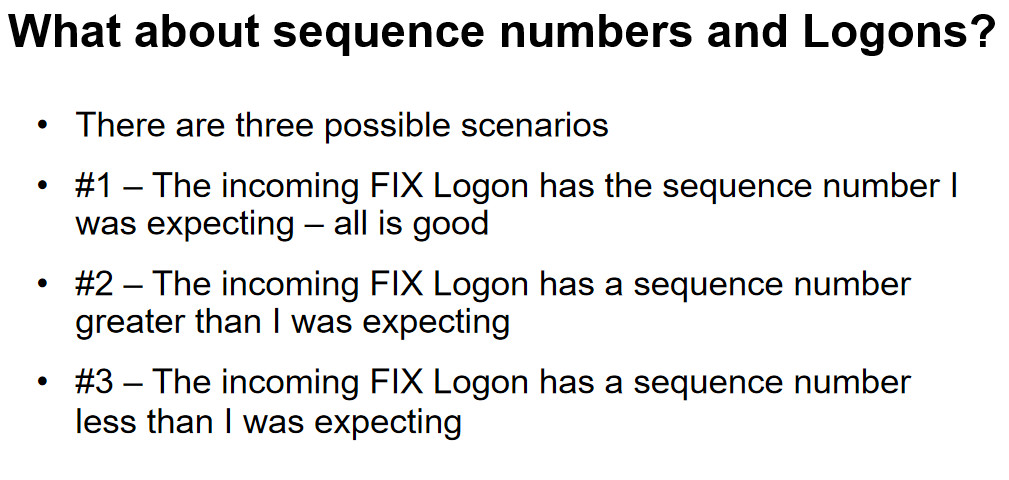 What about sequence numbers and Logons?
• There are three possible scenarios
• #1 – The incoming FIX Logon has the sequence number I
was expecting – all is good
• #2 – The incoming FIX Logon has a sequence number
greater than I was expecting
• #3 – The incoming FIX Logon has a sequence number
less than I was expecting